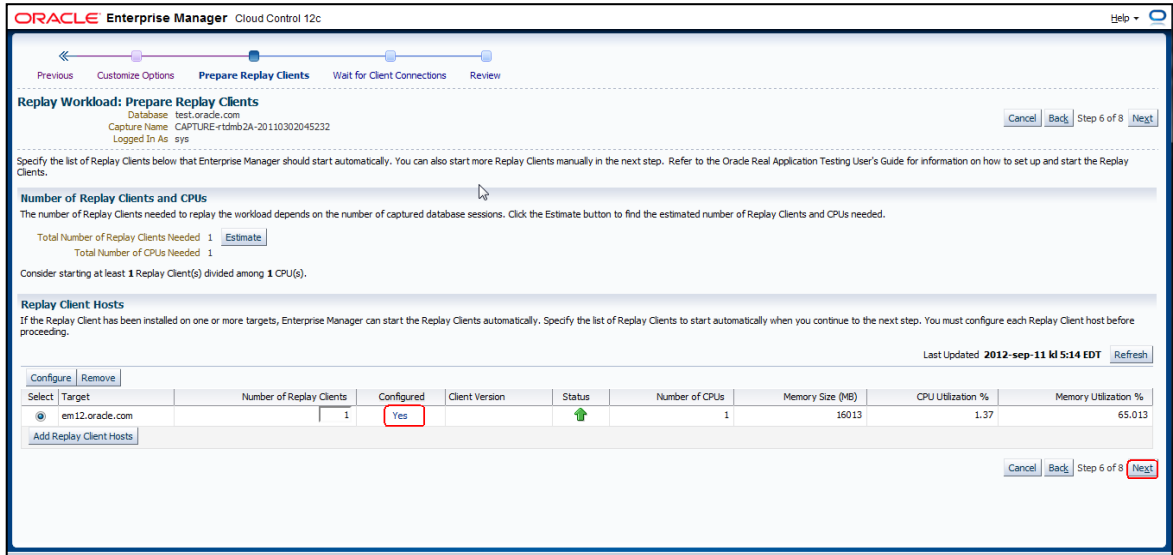 ORACLE Enterprise Manager Cloud Control 12c
Help
Previous Customize Options Prepare Replay Clients Wait for Client Connections Review
Replay Workload: Prepare Replay Clients
Database test.oracle.com
Capture Name CAPTURE-rtdmb2A-20110302045232
Logged In As sys
Cancel Back Step 6 of 8 Next
Specify the list of Replay Clients below that Enterprise Manager should start automatically. You can also start more Replay Clients manually in the next step. Refer to the Oracle Real Application Testing User's Guide for information on how to set up and start the Replay
Clients.
Number of Replay Clients and CPUs
The number of Replay Clients needed to replay the workload depends on the number of captured database sessions. Click the Estimate button to find the estimated number of Replay Clients and CPUs needed.
Total Number of Replay Clients Needed 1 Estimate
Total Number of CPUs Needed 1
Consider starting at least 1 Replay Client(s) divided among 1 CPU(s).
Replay Client Hosts
If the Replay Client has been installed on one or more targets, Enterprise Manager can start the Replay Clients automatically. Specify the list of Replay Clients to start automatically when you continue to the next step. You must configure each Replay Client host before
proceeding.
Last Updated 2012-sep-11 kl 5:14 EDT Refresh
Configure Remove
Select Target Number of Replay Clients Configured Client Version Status Number of CPUs Memory Size (MB) CPU Utilization % Memory Utilization %
em12.oracle.com 1 Yes 1 16013 1.37 65.013
Add Replay Client Hosts
Cancel Back Step 6 of 8 Next